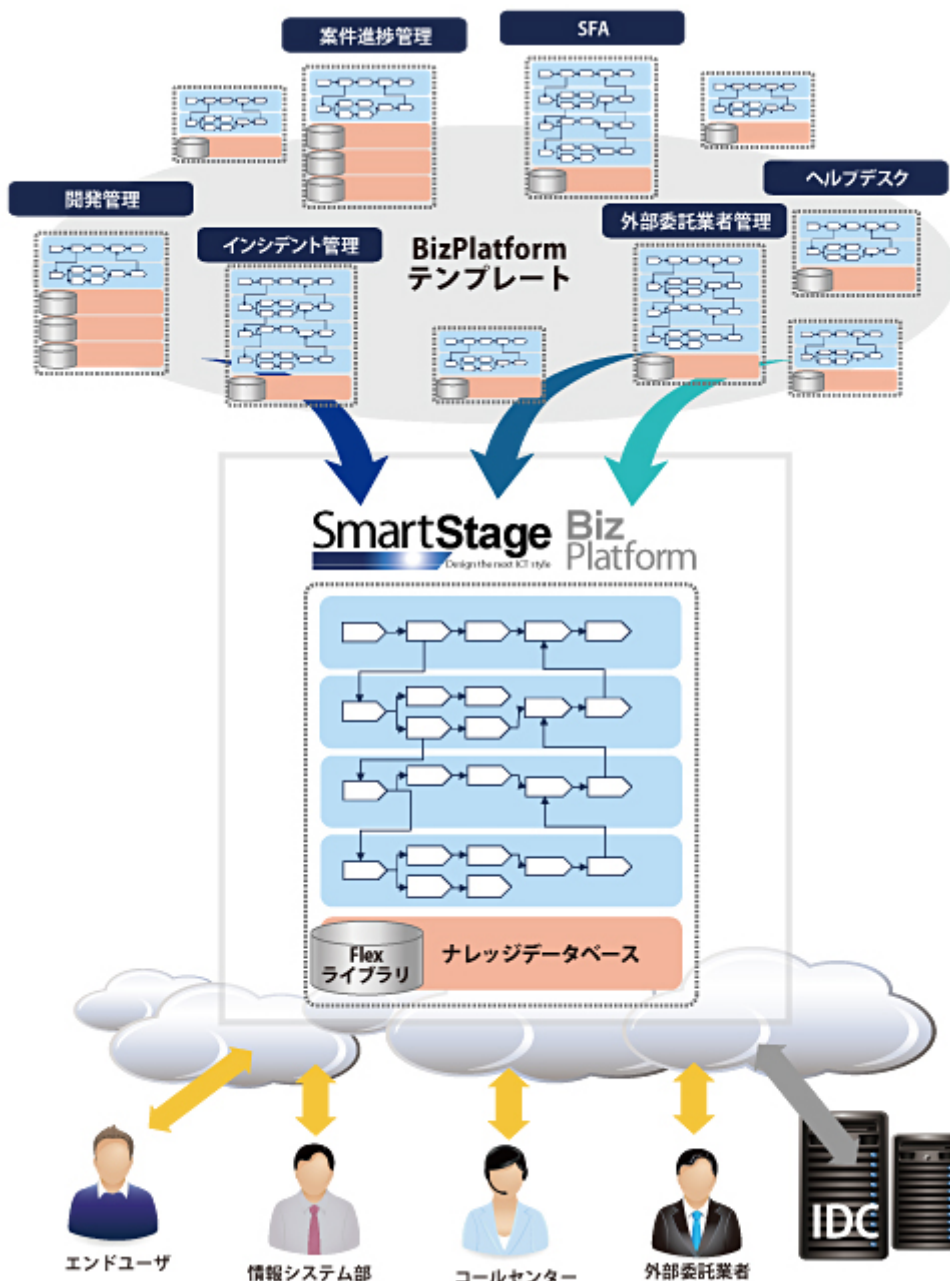 案件進捗管理
SFA
開発管理
インシデント管理
BizPlatform
テンプレート
外部委託業者管理
ヘルプデスク
SmartStage
Design the next ICT style
Biz
Platform
Flex
ライブラリ
ナレッジデータベース
エンドユーザ
情報システム部
コールセンター
外部委託業者
IDC